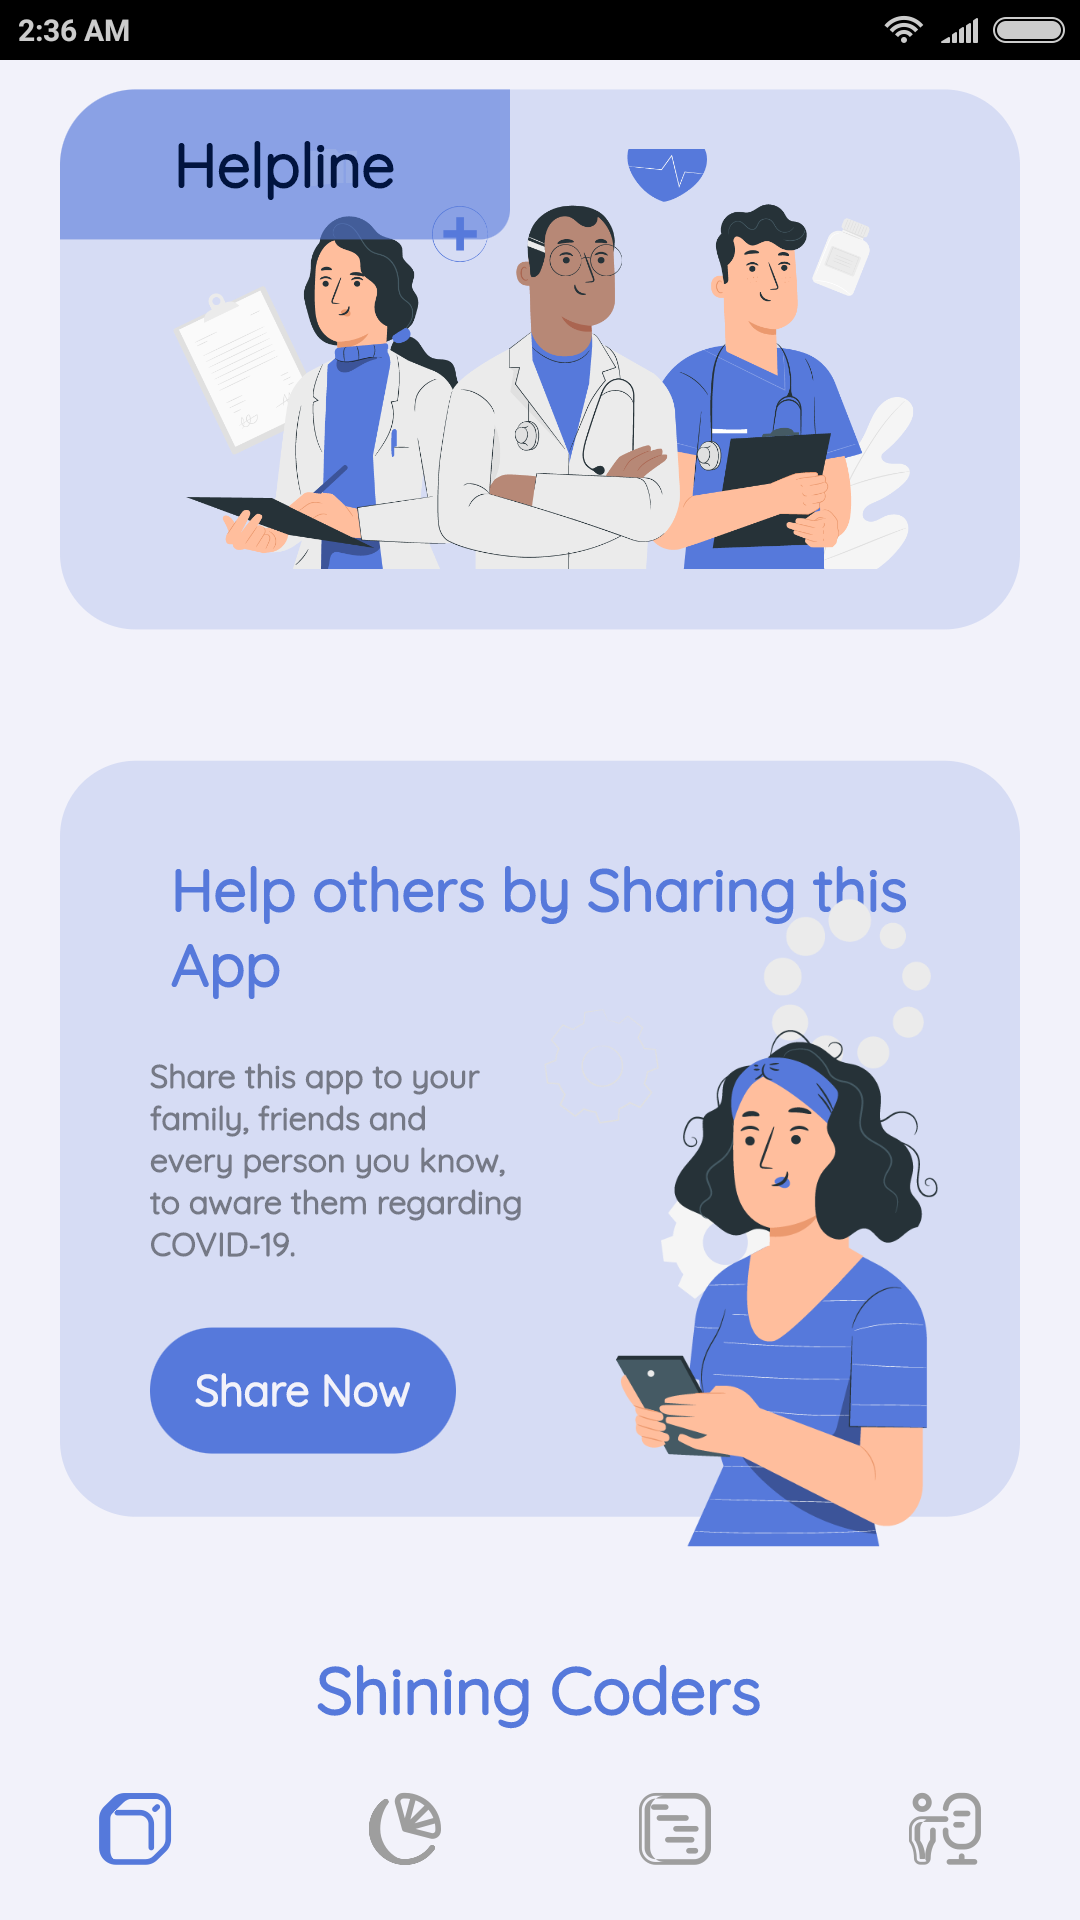 2:36 AM
Helpline
Help others by Sharing this
App
Share this app to your
family, friends and
every person you know,
to aware them regarding
COVID-19.
Share Now
Shining Coders